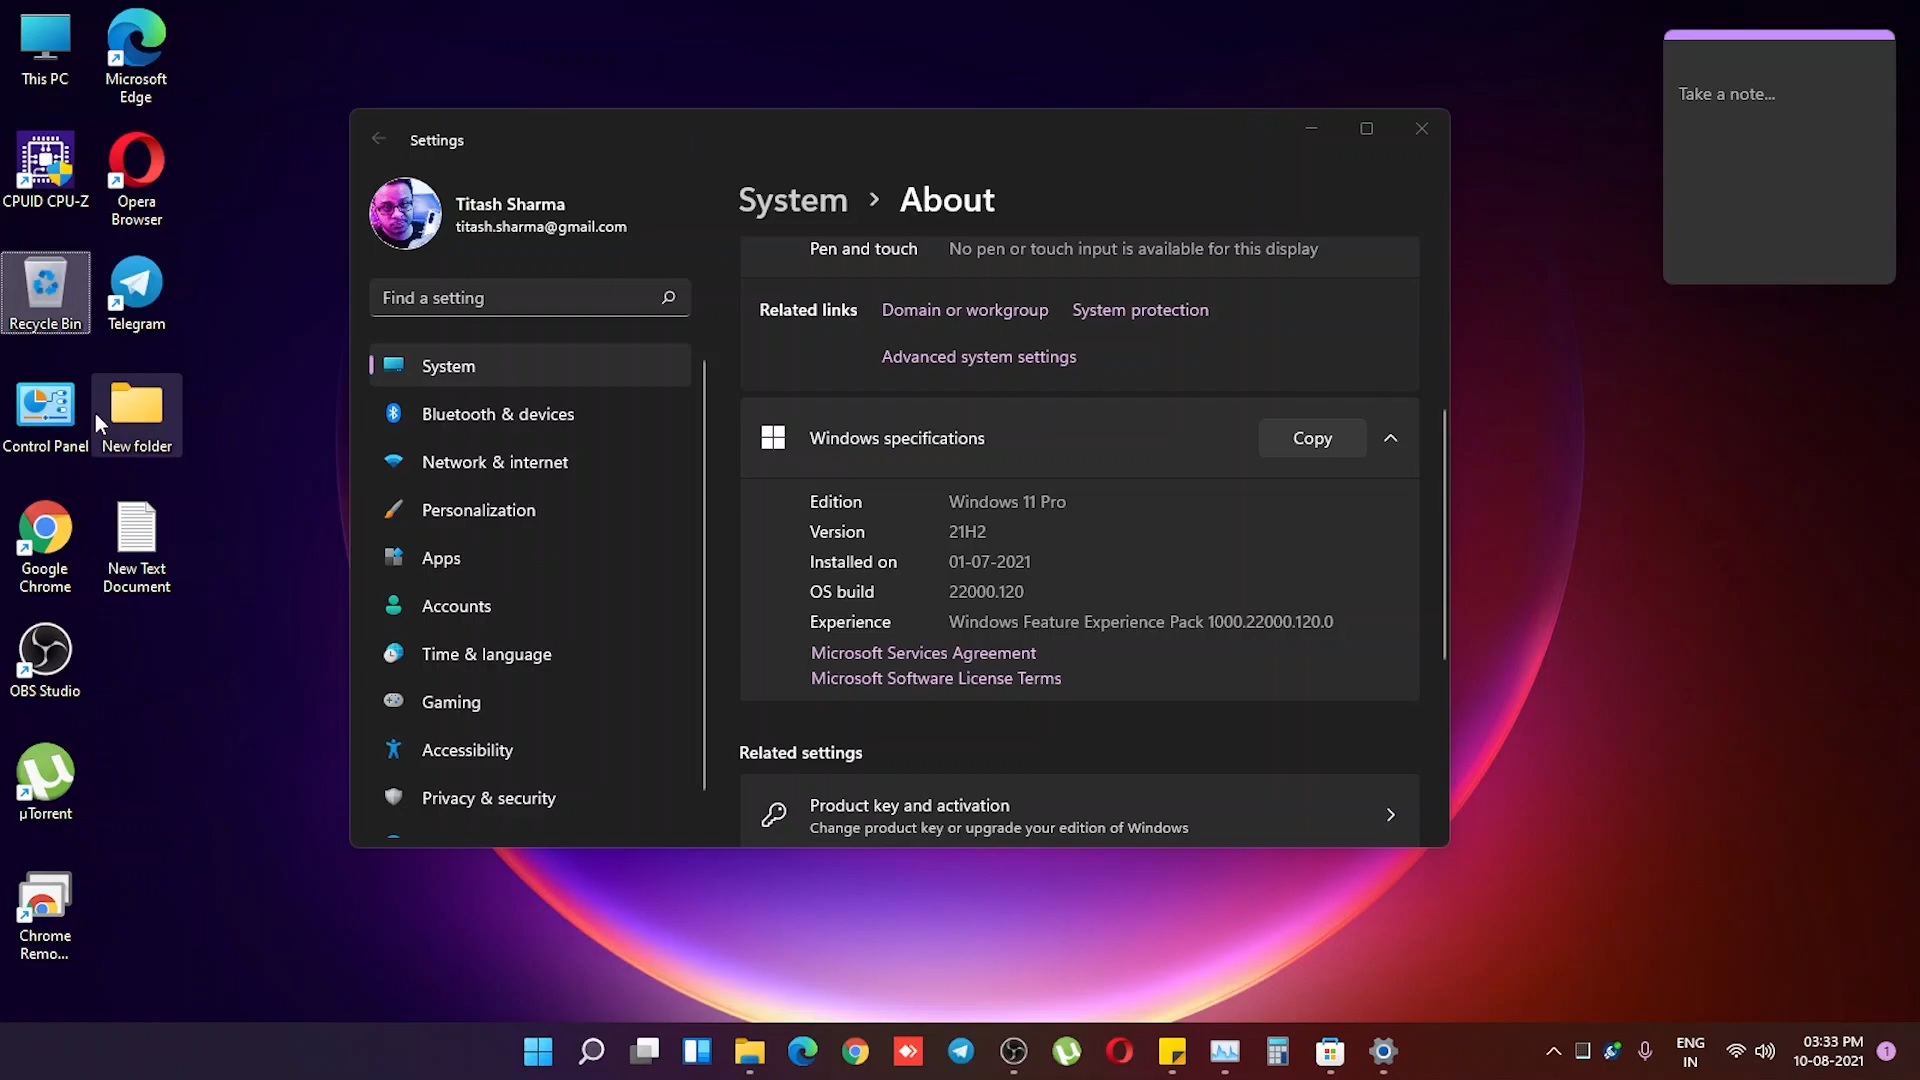 This PC
Microsoft
Edge
CPUID CPU-Z
Opera
Browser
Recycle Bin
Telegram
Control Panel
New folder
Google
Chrome
New Text
Document
OBS Studio
µTorrent
Chrome
Remo...
Settings
Titash Sharma
titash.sharma@gmail.com
Find a setting
System
Bluetooth & devices
Network & internet
Personalization
Apps
Accounts
Time & language
Gaming
Accessibility
Privacy & security
System > About
Pen and touch No pen or touch input is available for this display
Related links Domain or workgroup System protection
Advanced system settings
Windows specifications Copy
Edition Windows 11 Pro
Version 21H2
Installed on 01-07-2021
OS build 22000.120
Experience Windows Feature Experience Pack 1000.22000.120.0
Microsoft Services Agreement
Microsoft Software License Terms
Related settings
Product key and activation
Change product key or upgrade your edition of Windows
Take a note...
ENG
IN
03:33 PM
10-08-2021
1